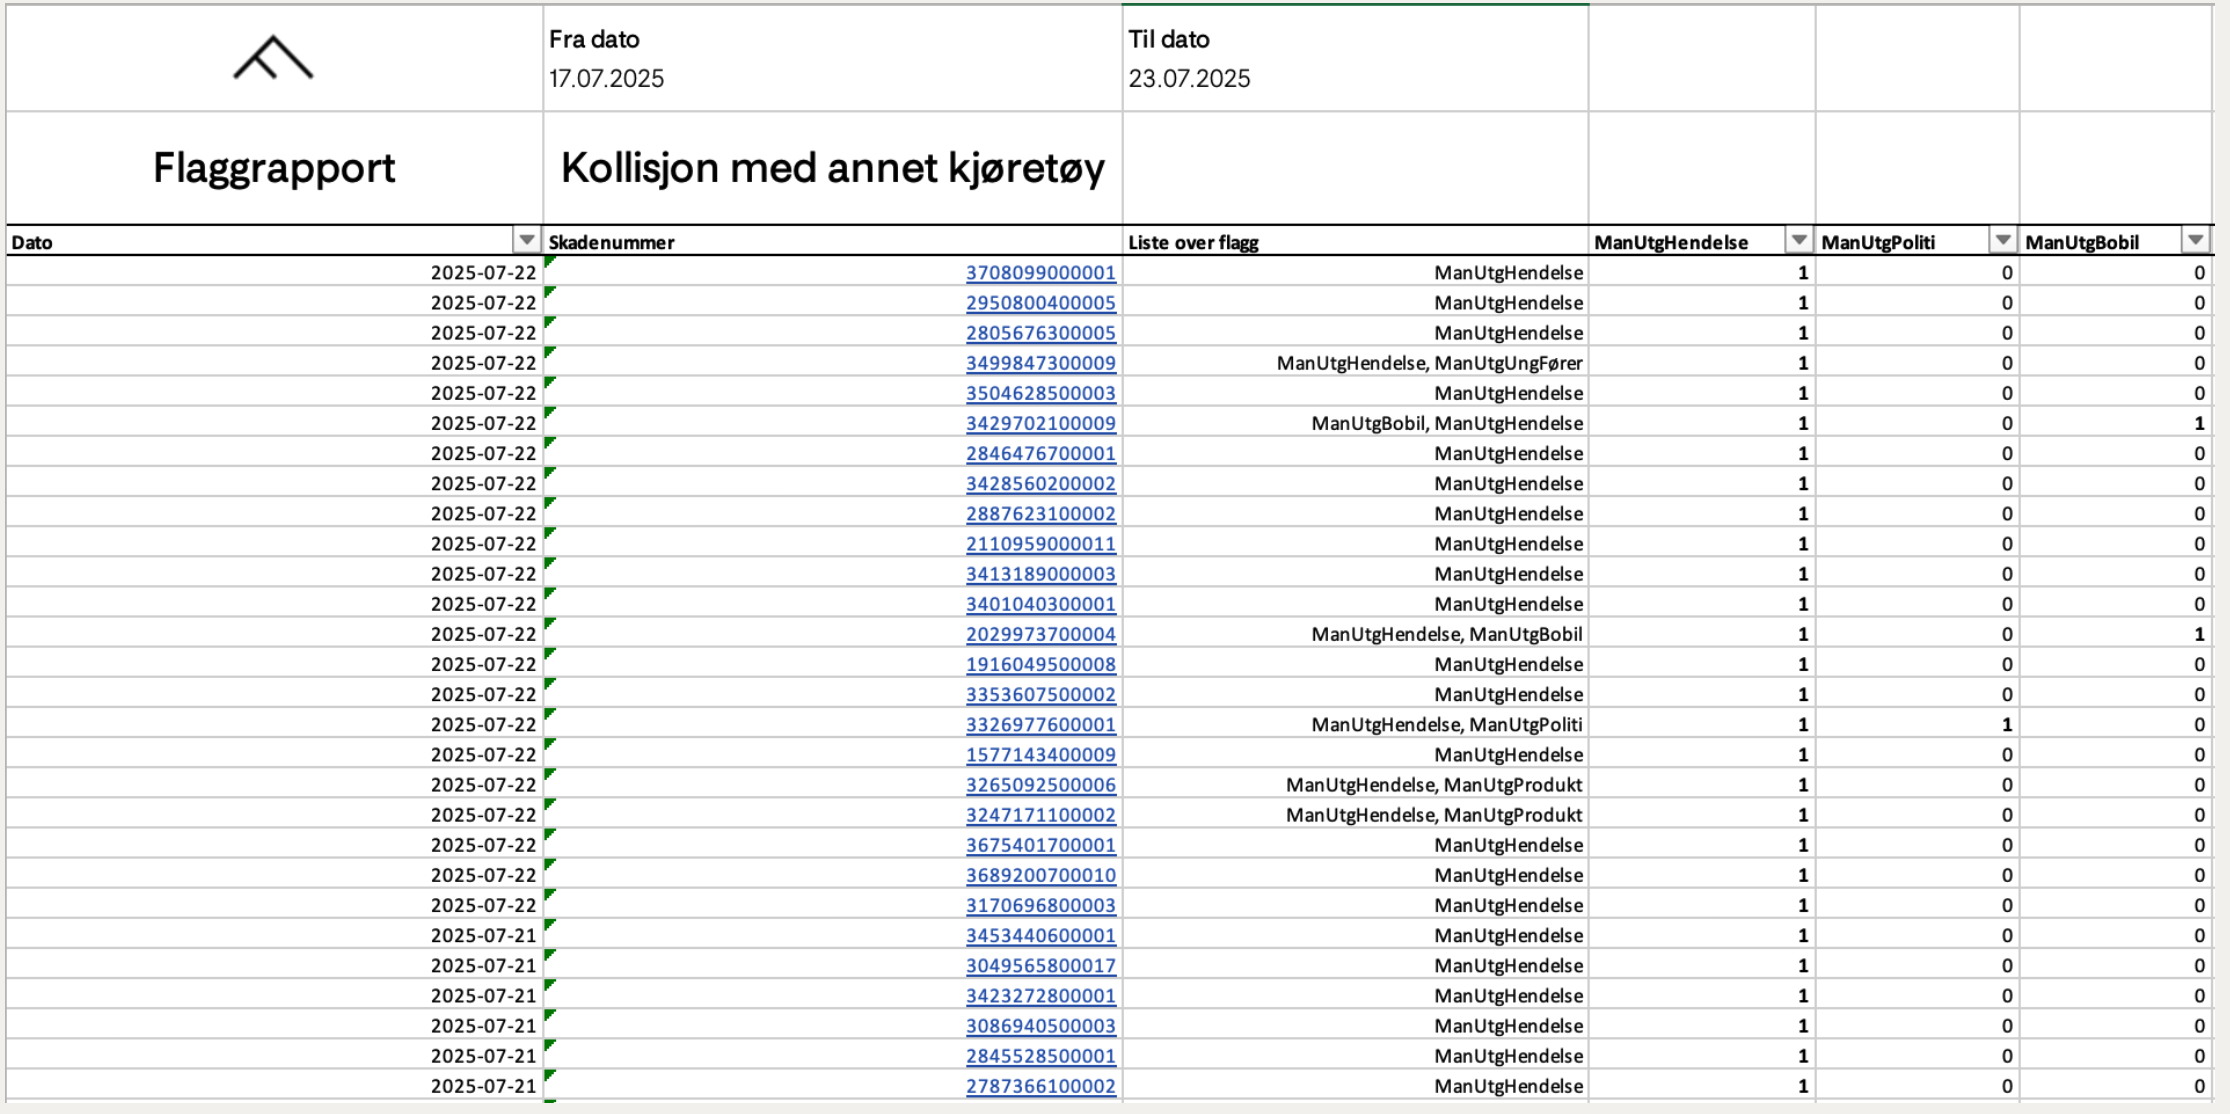 Fra dato Til dato
17.07.2025 23.07.2025
Flaggrapport Kollisjon med annet kjøretøy
Dato Skadenummer Liste over flagg ManUtgHendelse ManUtgPoliti ManUtgBobil
2025-07-22 3708099000001 ManUtgHendelse 1 0 0
2025-07-22 2950800400005 ManUtgHendelse 1 0 0
2025-07-22 2805676300005 ManUtgHendelse 1 0 0
2025-07-22 3499847300009 ManUtgHendelse, ManUtgUngFører 1 0 0
2025-07-22 3504628500003 ManUtgHendelse 1 0 0
2025-07-22 3429702100009 ManUtgBobil, ManUtgHendelse 1 0 1
2025-07-22 2846476700001 ManUtgHendelse 1 0 0
2025-07-22 3428560200002 ManUtgHendelse 1 0 0
2025-07-22 2887623100002 ManUtgHendelse 1 0 0
2025-07-22 2110959000011 ManUtgHendelse 1 0 0
2025-07-22 3413189000003 ManUtgHendelse 1 0 0
2025-07-22 3401040300001 ManUtgHendelse 1 0 0
2025-07-22 2029973700004 ManUtgHendelse, ManUtgBobil 1 0 1
2025-07-22 1916049500008 ManUtgHendelse 1 0 0
2025-07-22 3353607500002 ManUtgHendelse 1 0 0
2025-07-22 3326977600001 ManUtgHendelse, ManUtgPoliti 1 1 0
2025-07-22 1577143400009 ManUtgHendelse 1 0 0
2025-07-22 3265092500006 ManUtgHendelse, ManUtgProdukt 1 0 0
2025-07-22 3247171100002 ManUtgHendelse, ManUtgProdukt 1 0 0
2025-07-22 3675401700001 ManUtgHendelse 1 0 0
2025-07-22 3689200700010 ManUtgHendelse 1 0 0
2025-07-22 3170696800003 ManUtgHendelse 1 0 0
2025-07-21 3453440600001 ManUtgHendelse 1 0 0
2025-07-21 3049565800017 ManUtgHendelse 1 0 0
2025-07-21 3423272800001 ManUtgHendelse 1 0 0
2025-07-21 3086940500003 ManUtgHendelse 1 0 0
2025-07-21 2845528500001 ManUtgHendelse 1 0 0
2025-07-21 2787366100002 ManUtgHendelse 1 0 0